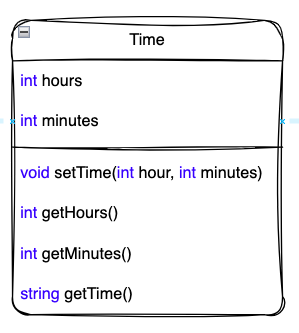 Time
int hours
int minutes
void setTime(int hour, int minutes)
int getHours()
int getMinutes()
string getTime()